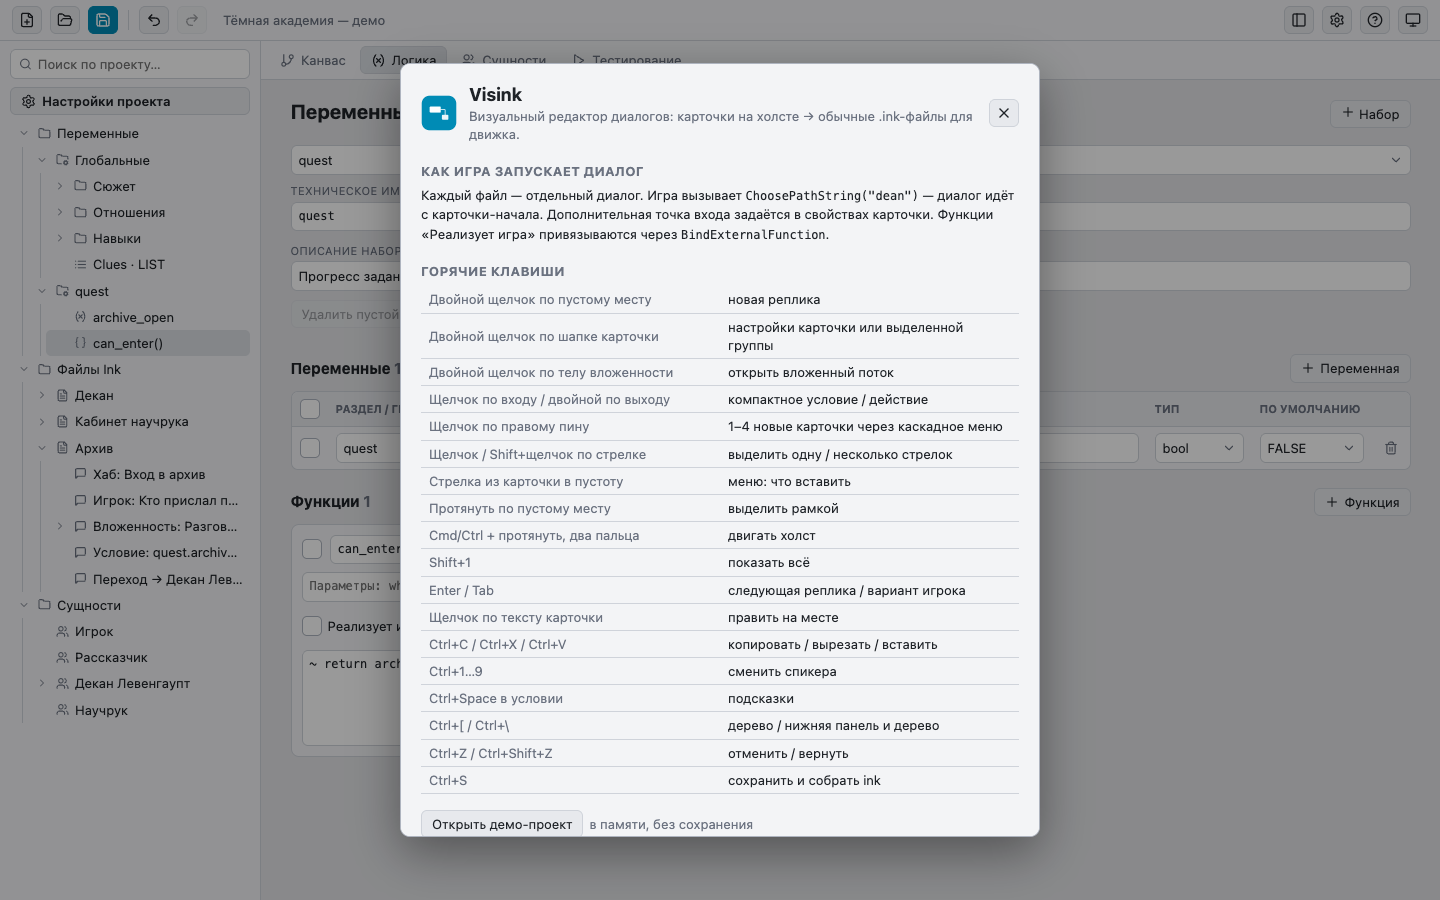 Тёмная академия — демо
Поиск по проекту...
Настройки проекта
Переменные
Глобальные
Сюжет
Отношения
Навыки
Clues · LIST
quest
archive_open
can_enter()
Файлы Ink
Декан
Кабинет научрука
Архив
Хаб: Вход в архив
Игрок: Кто прислал п...
Вложенность: Разгов...
Условие: quest.archiv...
Переход → Декан Лев...
Сущности
Игрок
Рассказчик
Декан Левенгаупт
Научрук
Канвас
Логика
Сущности
Тестирование
Набор
quest
quest
Прогресс задан
Удалить пустой
Переменные 1
Переменная
ТИП
ПО УМОЛЧАНИЮ
quest
bool
FALSE
Функции 1
Функция
can_enter
Параметры:
Реализует
~ return arc
Visink
Визуальный редактор диалогов: карточки на холсте → обычные .ink-файлы для
движка.
КАК ИГРА ЗАПУСКАЕТ ДИАЛОГ
Каждый файл — отдельный диалог. Игра вызывает ChoosePathString("dean") — диалог идёт
с карточки-начала. Дополнительная точка входа задаётся в свойствах карточки. Функции
«Реализует игра» привязываются через BindExternalFunction.
ГОРЯЧИЕ КЛАВИШИ
Двойной щелчок по пустому месту новая реплика
Двойной щелчок по шапке карточки настройки карточки или выделенной
группы
Двойной щелчок по телу вложенности открыть вложенный поток
Щелчок по входу / двойной по выходу компактное условие / действие
Щелчок по правому пину 1–4 новые карточки через каскадное меню
Щелчок / Shift+щелчок по стрелке выделить одну / несколько стрелок
Стрелка из карточки в пустоту меню: что вставить
Протянуть по пустому месту выделить рамкой
Cmd/Ctrl + протянуть, два пальца двигать холст
Shift+1 показать всё
Enter / Tab следующая реплика / вариант игрока
Щелчок по тексту карточки править на месте
Ctrl+C / Ctrl+X / Ctrl+V копировать / вырезать / вставить
Ctrl+1...9 сменить спикера
Ctrl+Space в условии подсказки
Ctrl+[ / Ctrl+\ дерево / нижняя панель и дерево
Ctrl+Z / Ctrl+Shift+Z отменить / вернуть
Ctrl+S сохранить и собрать ink
Открыть демо-проект в памяти, без сохранения